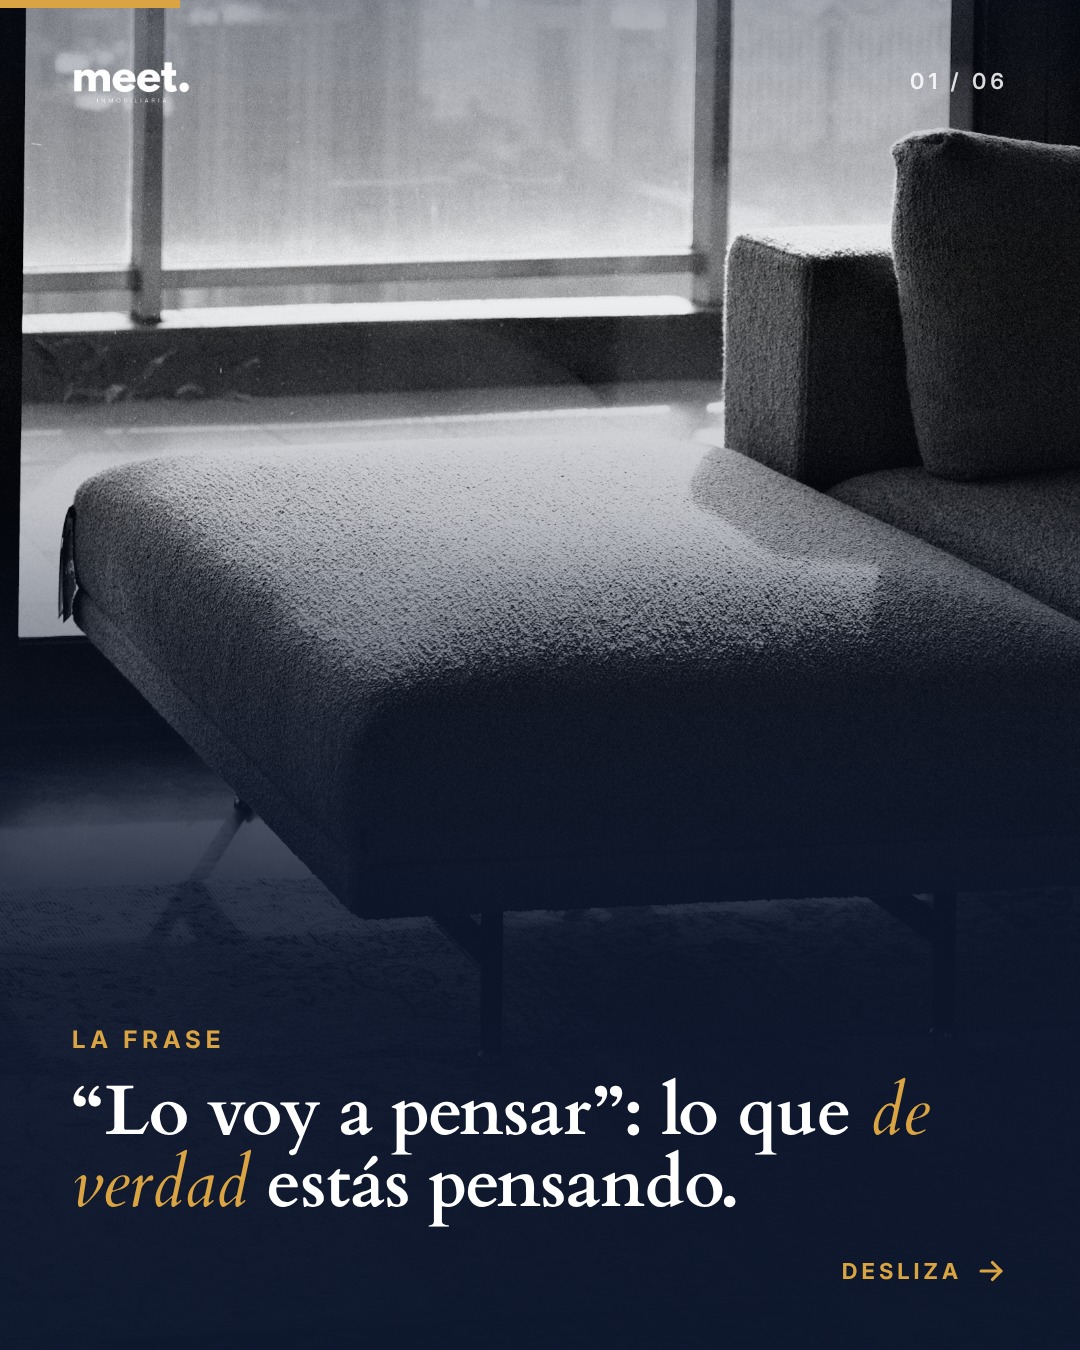 meet.
INMOBILIARIA
01 / 06
LA FRASE
“Lo voy a pensar”: lo que de
verdad estás pensando.
DESLIZA →